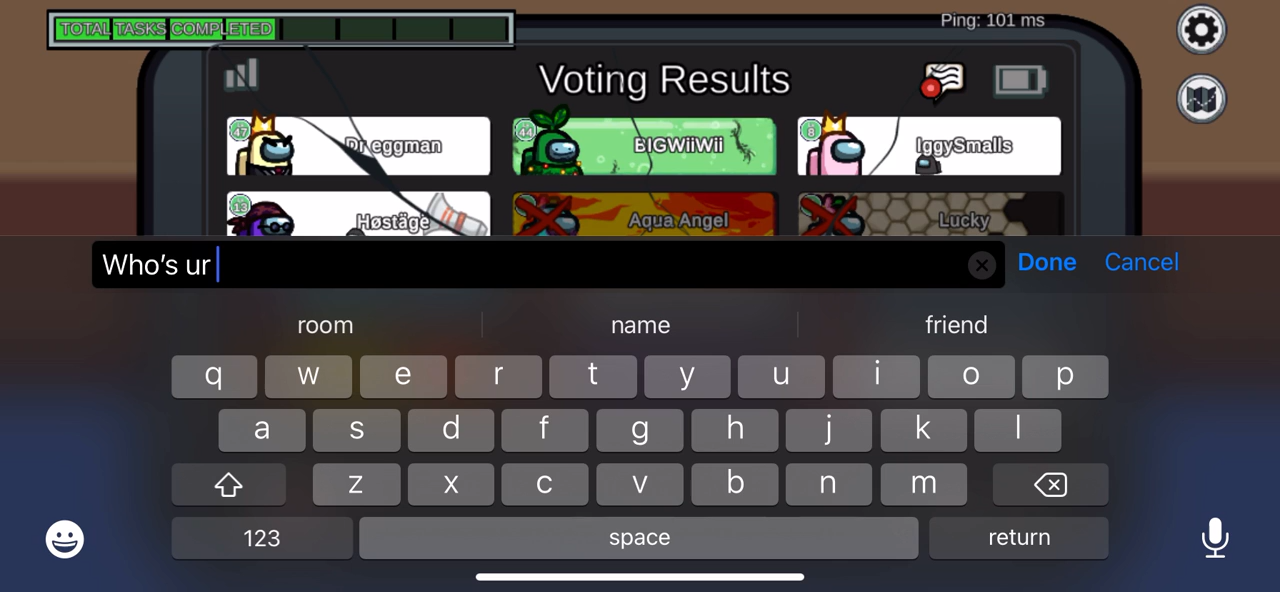 TOTAL TASKS COMPLETED
Ping: 101 ms
Voting Results
47 Dr eggman
44 BIGWiiWii
8 IggySmalls
13 Høstäge
Aqua Angel
Lucky
Who's ur
Done Cancel
room name friend
q w e r t y u i o p
a s d f g h j k l
z x c v b n m
123 space return